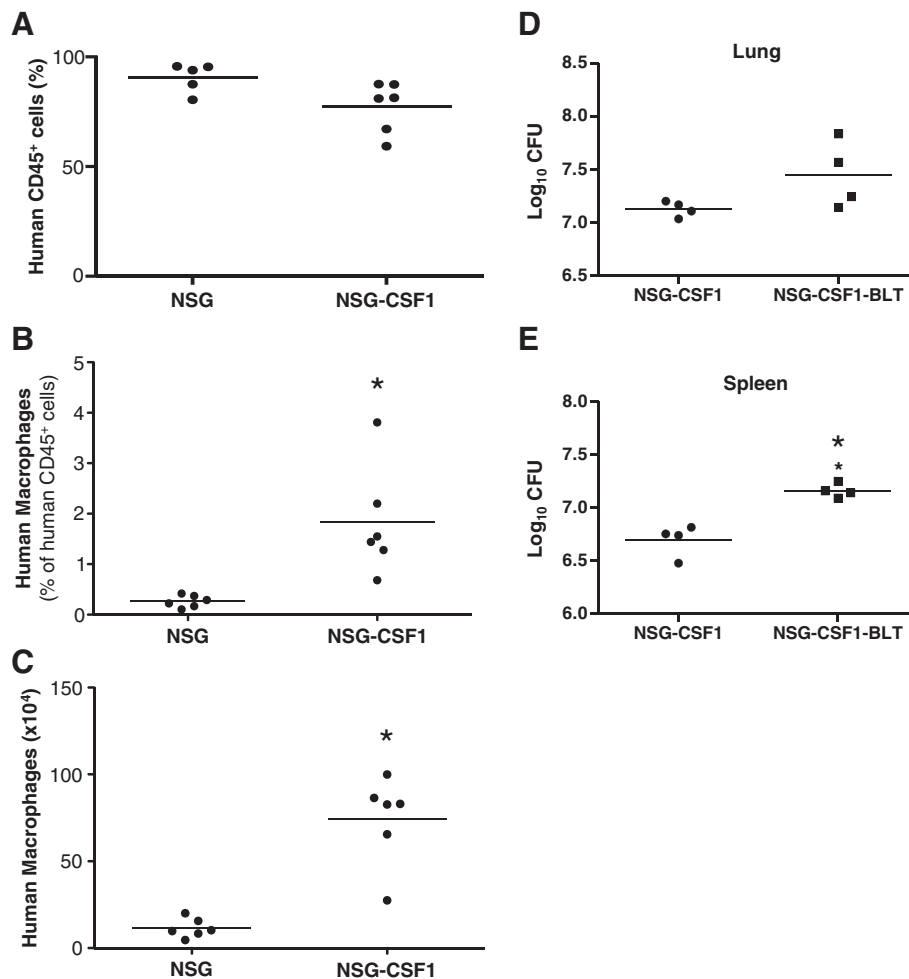 A
Human CD45⁺ cells (%)
100
50
0
NSG
NSG-CSF1
B
Human Macrophages
(% of human CD45⁺ cells)
5
4
3
2
1
0
*
NSG
NSG-CSF1
C
Human Macrophages (x10⁴)
150
100
50
0
*
NSG
NSG-CSF1
D
Lung
Log₁₀ CFU
8.5
8.0
7.5
7.0
6.5
NSG-CSF1
NSG-CSF1-BLT
E
Spleen
Log₁₀ CFU
8.0
7.5
7.0
6.5
6.0
*
*
NSG-CSF1
NSG-CSF1-BLT